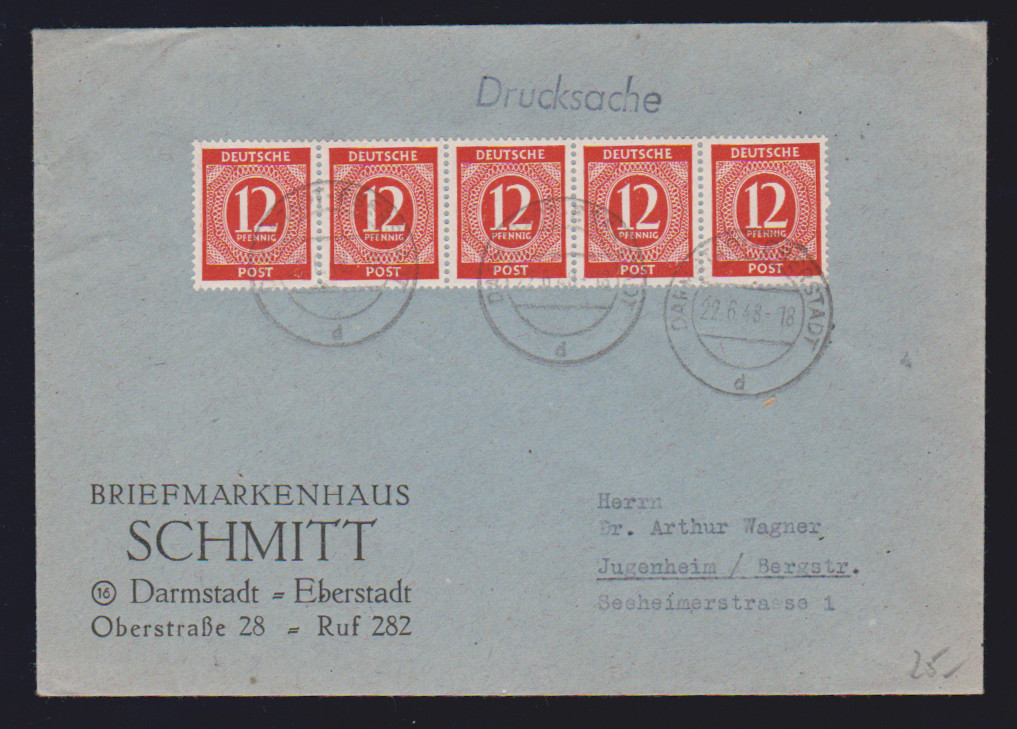 Drucksache
DEUTSCHE DEUTSCHE DEUTSCHE DEUTSCHE DEUTSCHE
12 12 12 12 12
PFENNIG PFENNIG PFENNIG PFENNIG PFENNIG
POST POST POST POST POST
22.6.48-18
d d d
BRIEFMARKENHAUS
SCHMITT
16 Darmstadt = Eberstadt
Oberstraße 28 = Ruf 282
Herrn
Dr. Arthur Wagner
Jugenheim / Bergstr.
Seeheimerstrasse 1
25.-